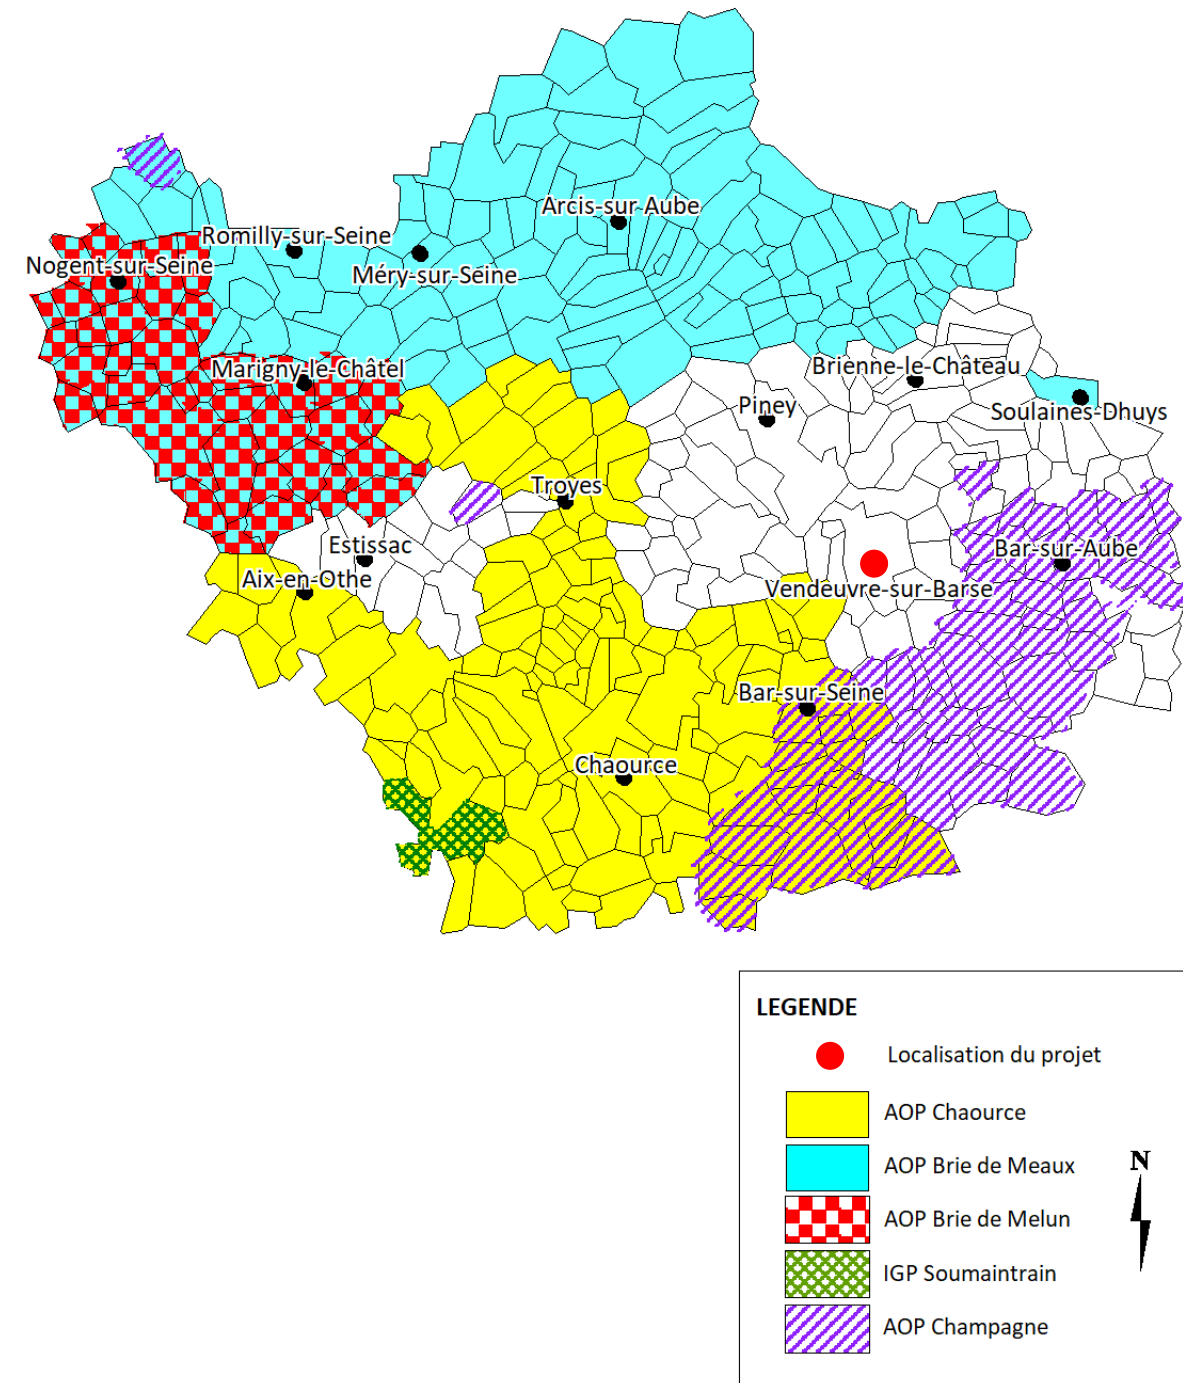 Arcis-sur Aube
Romilly-sur-Seine
Nogent-sur-Seine
Méry-sur-Seine
Marigny-le-Châtel
Brienne-le-Château
Piney
Soulaines-Dhuys
Troyes
Estissac
Bar-sur-Aube
Aix-en-Othe
Vendeuvre-sur-Barse
Bar-sur-Seine
Chaource
LEGENDE
Localisation du projet
AOP Chaource
AOP Brie de Meaux
N
AOP Brie de Melun
IGP Soumaintrain
AOP Champagne